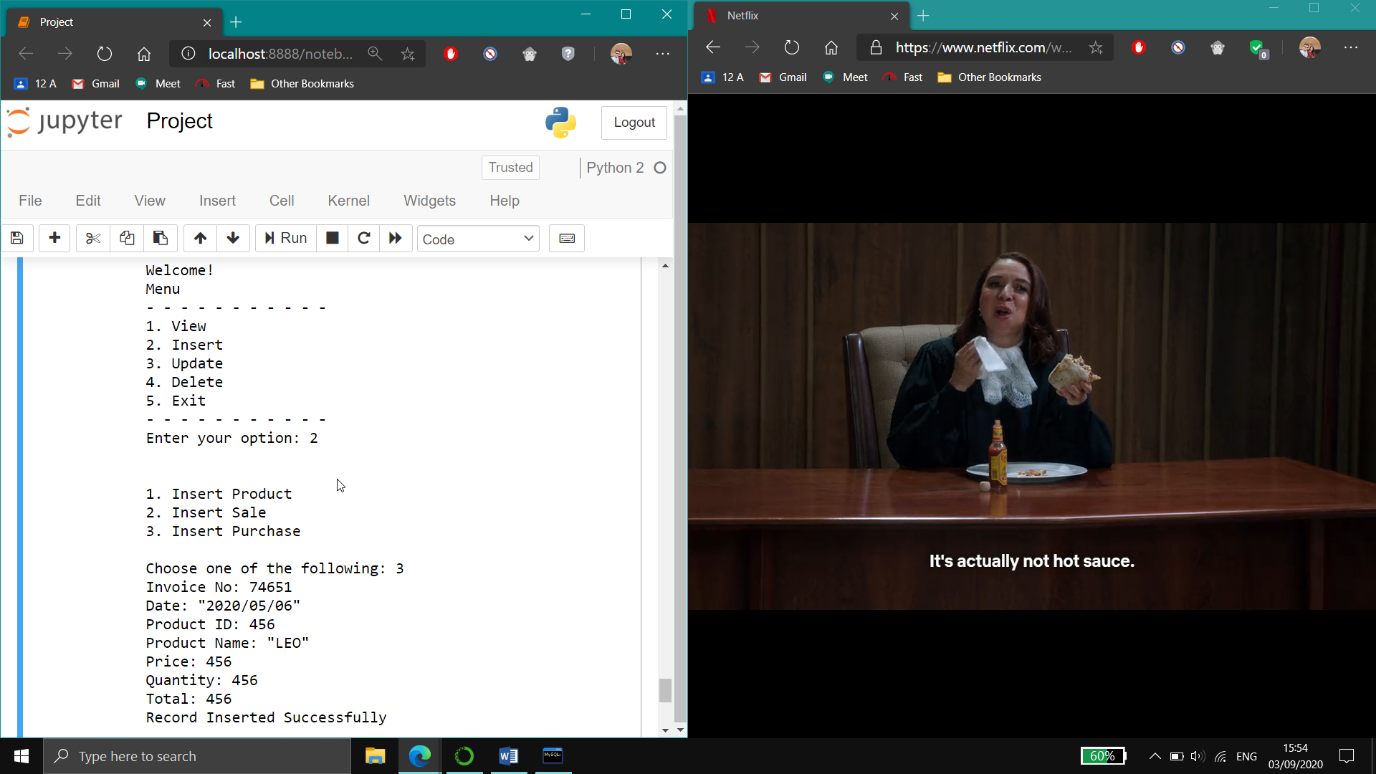 Project
localhost:8888/noteb...
12 A
Gmail
Meet
Fast
Other Bookmarks
jupyter
Project
Logout
Trusted
Python 2
File
Edit
View
Insert
Cell
Kernel
Widgets
Help
Run
Code
Welcome!
Menu
- - - - - - - - - - -
1. View
2. Insert
3. Update
4. Delete
5. Exit
- - - - - - - - - - -
Enter your option: 2
1. Insert Product
2. Insert Sale
3. Insert Purchase
Choose one of the following: 3
Invoice No: 74651
Date: "2020/05/06"
Product ID: 456
Product Name: "LEO"
Price: 456
Quantity: 456
Total: 456
Record Inserted Successfully
Netflix
https://www.netflix.com/w...
0
12 A
Gmail
Meet
Fast
Other Bookmarks
It's actually not hot sauce.
Type here to search
MySQL
60%
ENG
15:54
03/09/2020